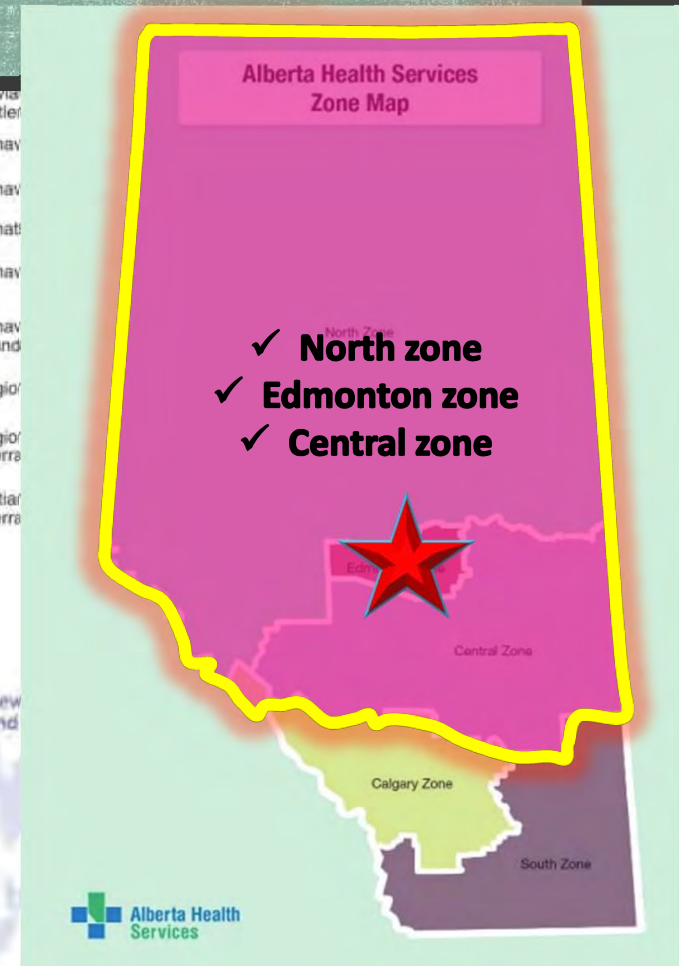 Alberta Health Services
Zone Map
North Zone
✓ North zone
✓ Edmonton zone
✓ Central zone
Central Zone
Calgary Zone
South Zone
Alberta Health
Services